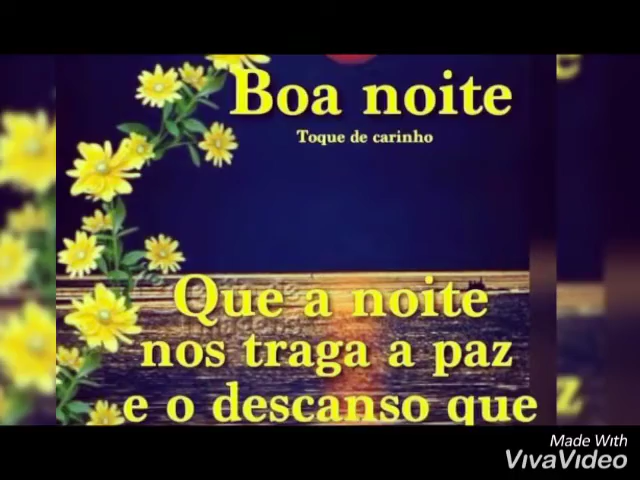 Boa noite
Toque de carinho
Que a noite
nos traga a paz
e o descanso que
Made With
VivaVideo